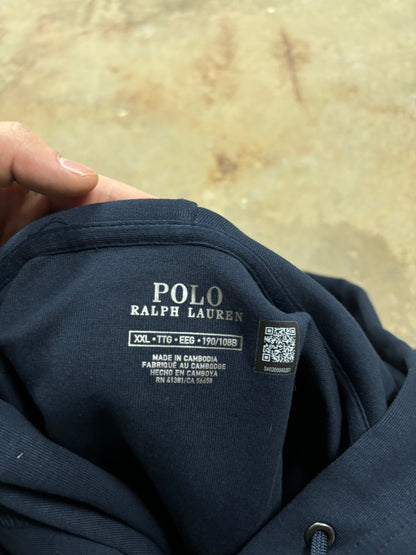 POLO
RALPH LAUREN
XXL • TTG • EEG • 190/108B
MADE IN CAMBODIA
FABRIQUÉ AU CAMBODGE
HECHO EN CAMBOYA
RN 41381/CA 56658